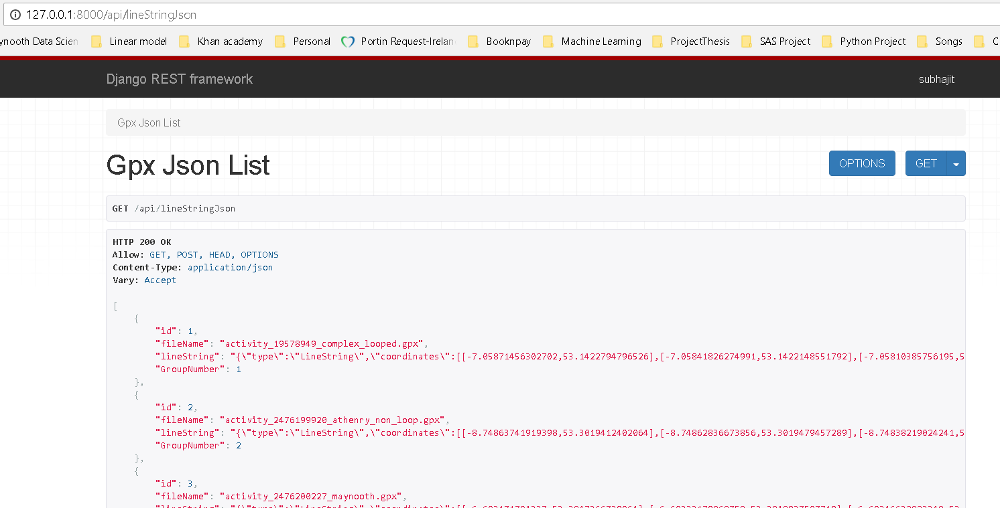 127.0.0.1:8000/api/lineStringJson
ynooth Data Scien Linear model Khan academy Personal Portin Request-Irelan Booknpay Machine Learning ProjectThesis SAS Project Python Project Songs C
Django REST framework subhajit
Gpx Json List
Gpx Json List OPTIONS GET
GET /api/lineStringJson
HTTP 200 OK
Allow: GET, POST, HEAD, OPTIONS
Content-Type: application/json
Vary: Accept
[
{
"id": 1,
"fileName": "activity_19578949_complex_looped.gpx",
"lineString": "{\"type\":\"LineString\",\"coordinates\":[[-7.05871456302702,53.1422794796526],[-7.05841826274991,53.1422148551792],[-7.05810385756195,5
"GroupNumber": 1
},
{
"id": 2,
"fileName": "activity_2476199920_athenry_non_loop.gpx",
"lineString": "{\"type\":\"LineString\",\"coordinates\":[[-8.74863741919398,53.3019412402064],[-8.74862836673856,53.3019479457289],[-8.74838219024241,5
"GroupNumber": 2
},
{
"id": 3,
"fileName": "activity_2476200227_maynooth.gpx",